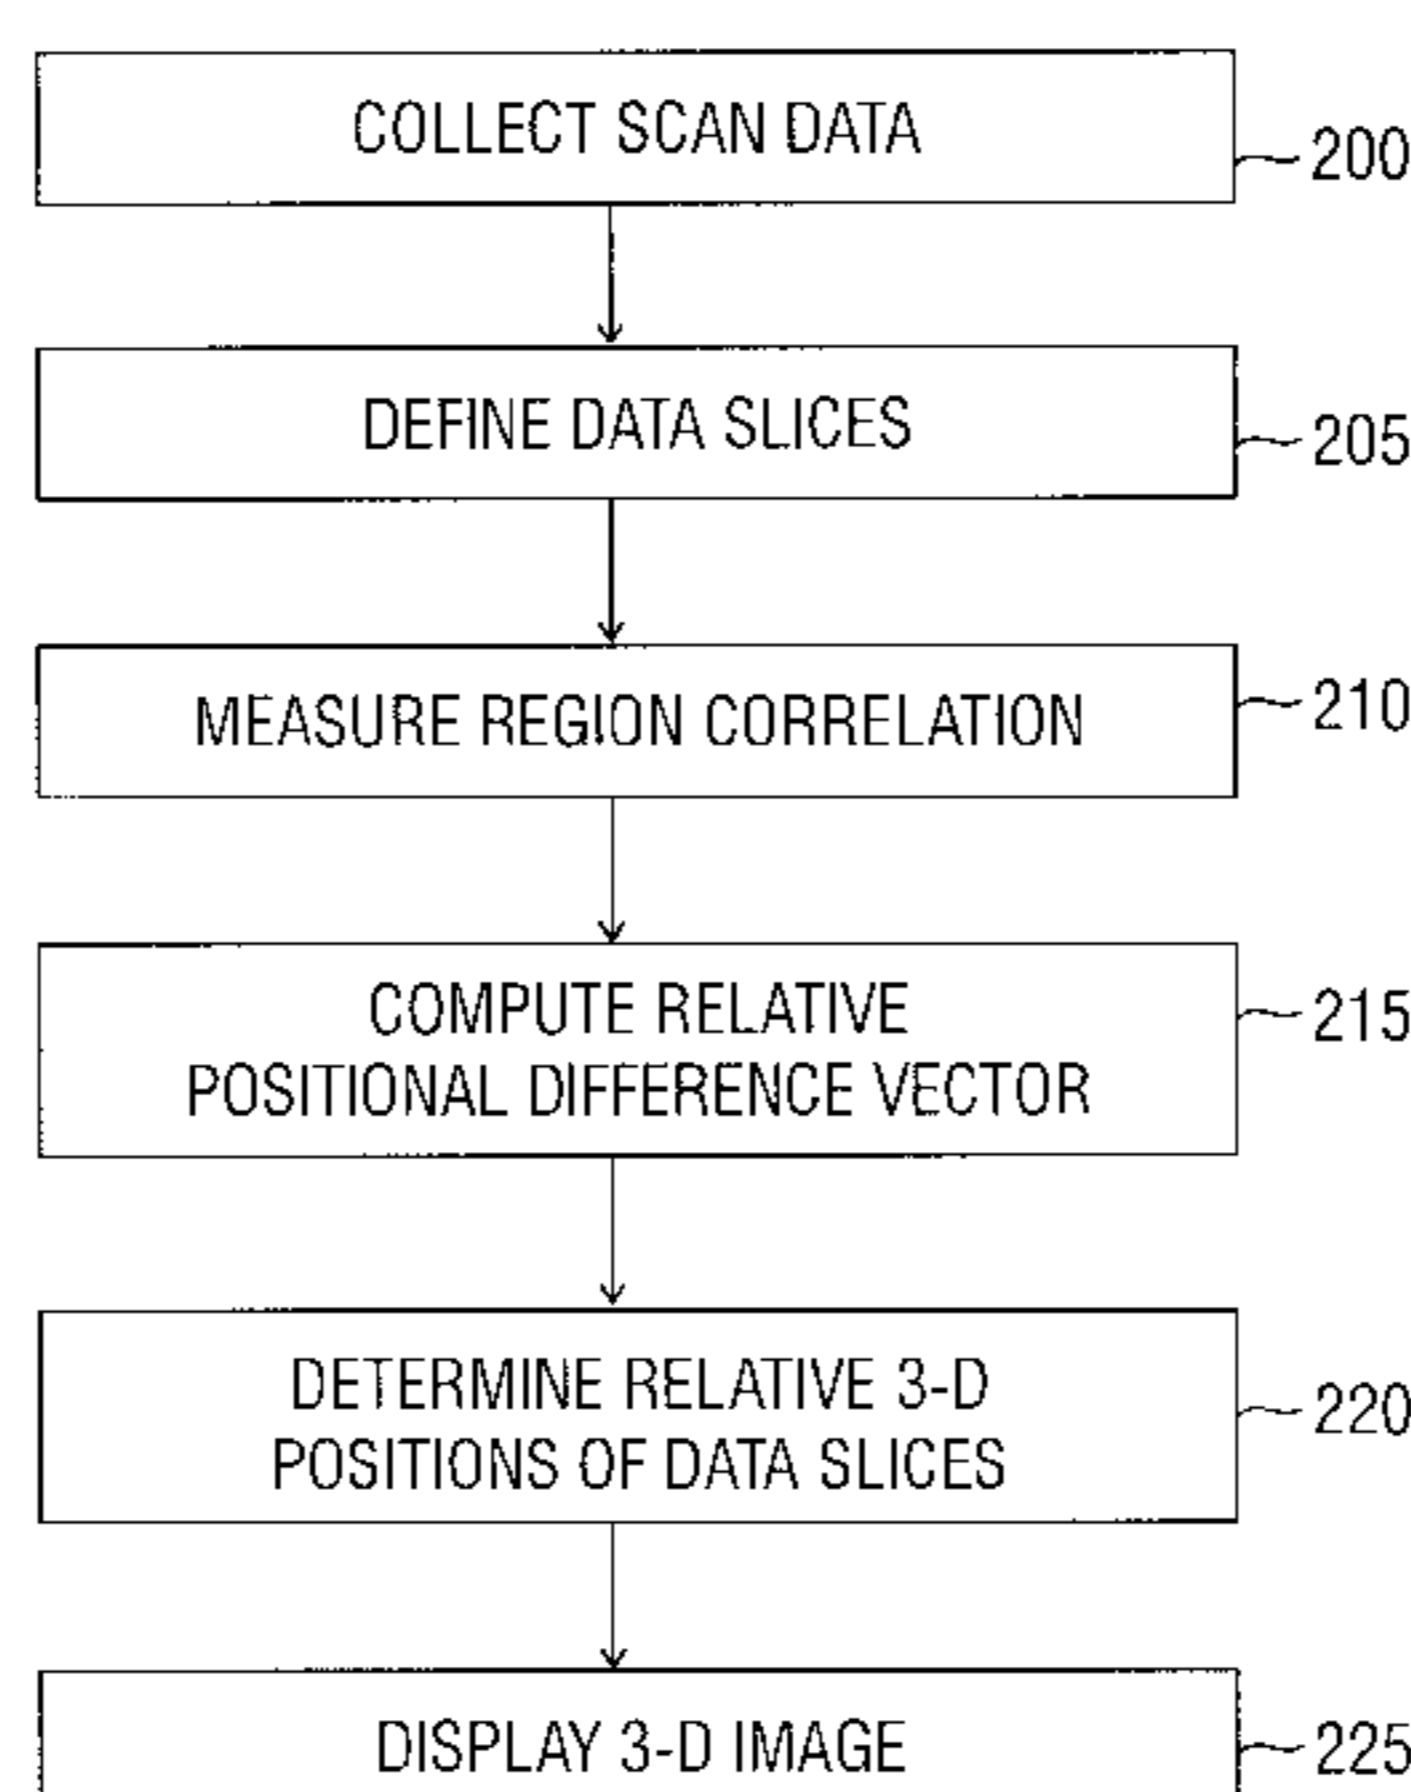 COLLECT SCAN DATA
200
DEFINE DATA SLICES
205
MEASURE REGION CORRELATION
210
COMPUTE RELATIVE
POSITIONAL DIFFERENCE VECTOR
215
DETERMINE RELATIVE 3-D
POSITIONS OF DATA SLICES
220
DISPLAY 3-D IMAGE
225